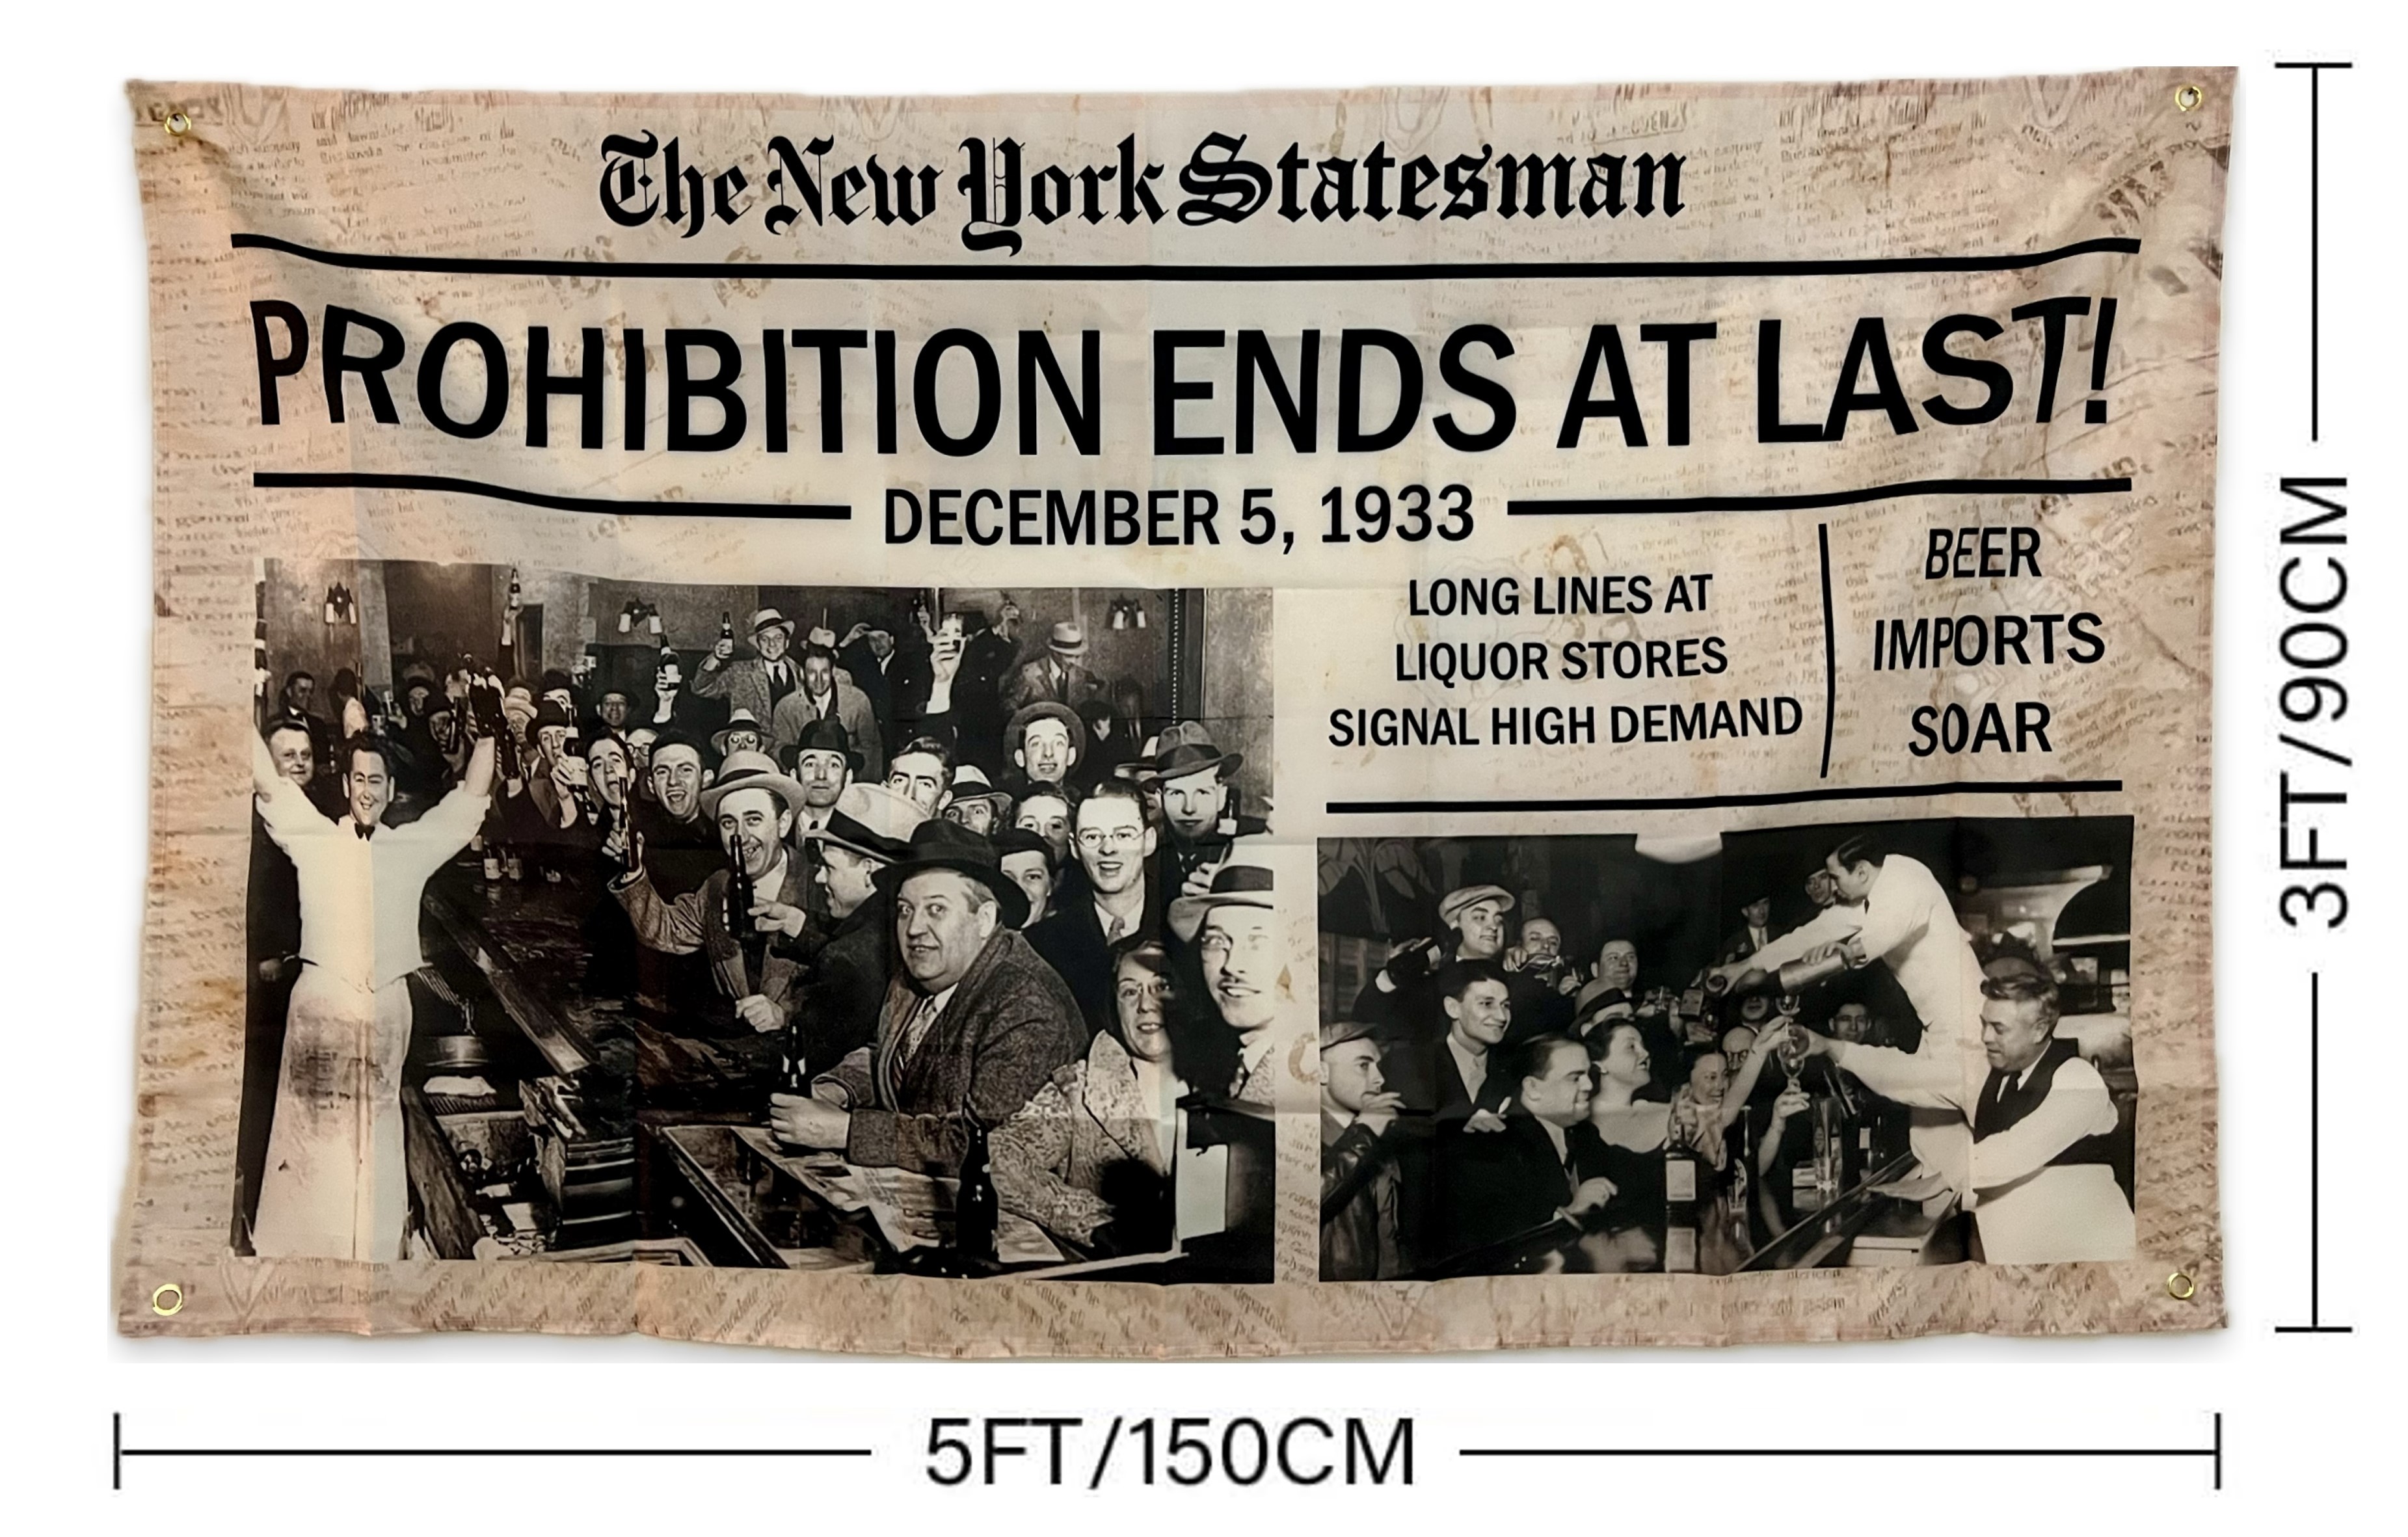 The New York Statesman
PROHIBITION ENDS AT LAST!
DECEMBER 5, 1933
LONG LINES AT
LIQUOR STORES
SIGNAL HIGH DEMAND
BEER
IMPORTS
SOAR
3FT/90CM
5FT/150CM